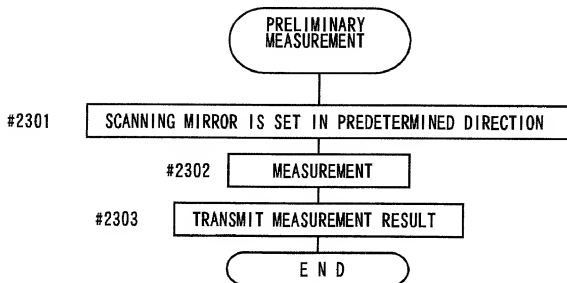 PRELIMINARY
MEASUREMENT
#2301 SCANNING MIRROR IS SET IN PREDETERMINED DIRECTION
#2302 MEASUREMENT
#2303 TRANSMIT MEASUREMENT RESULT
END